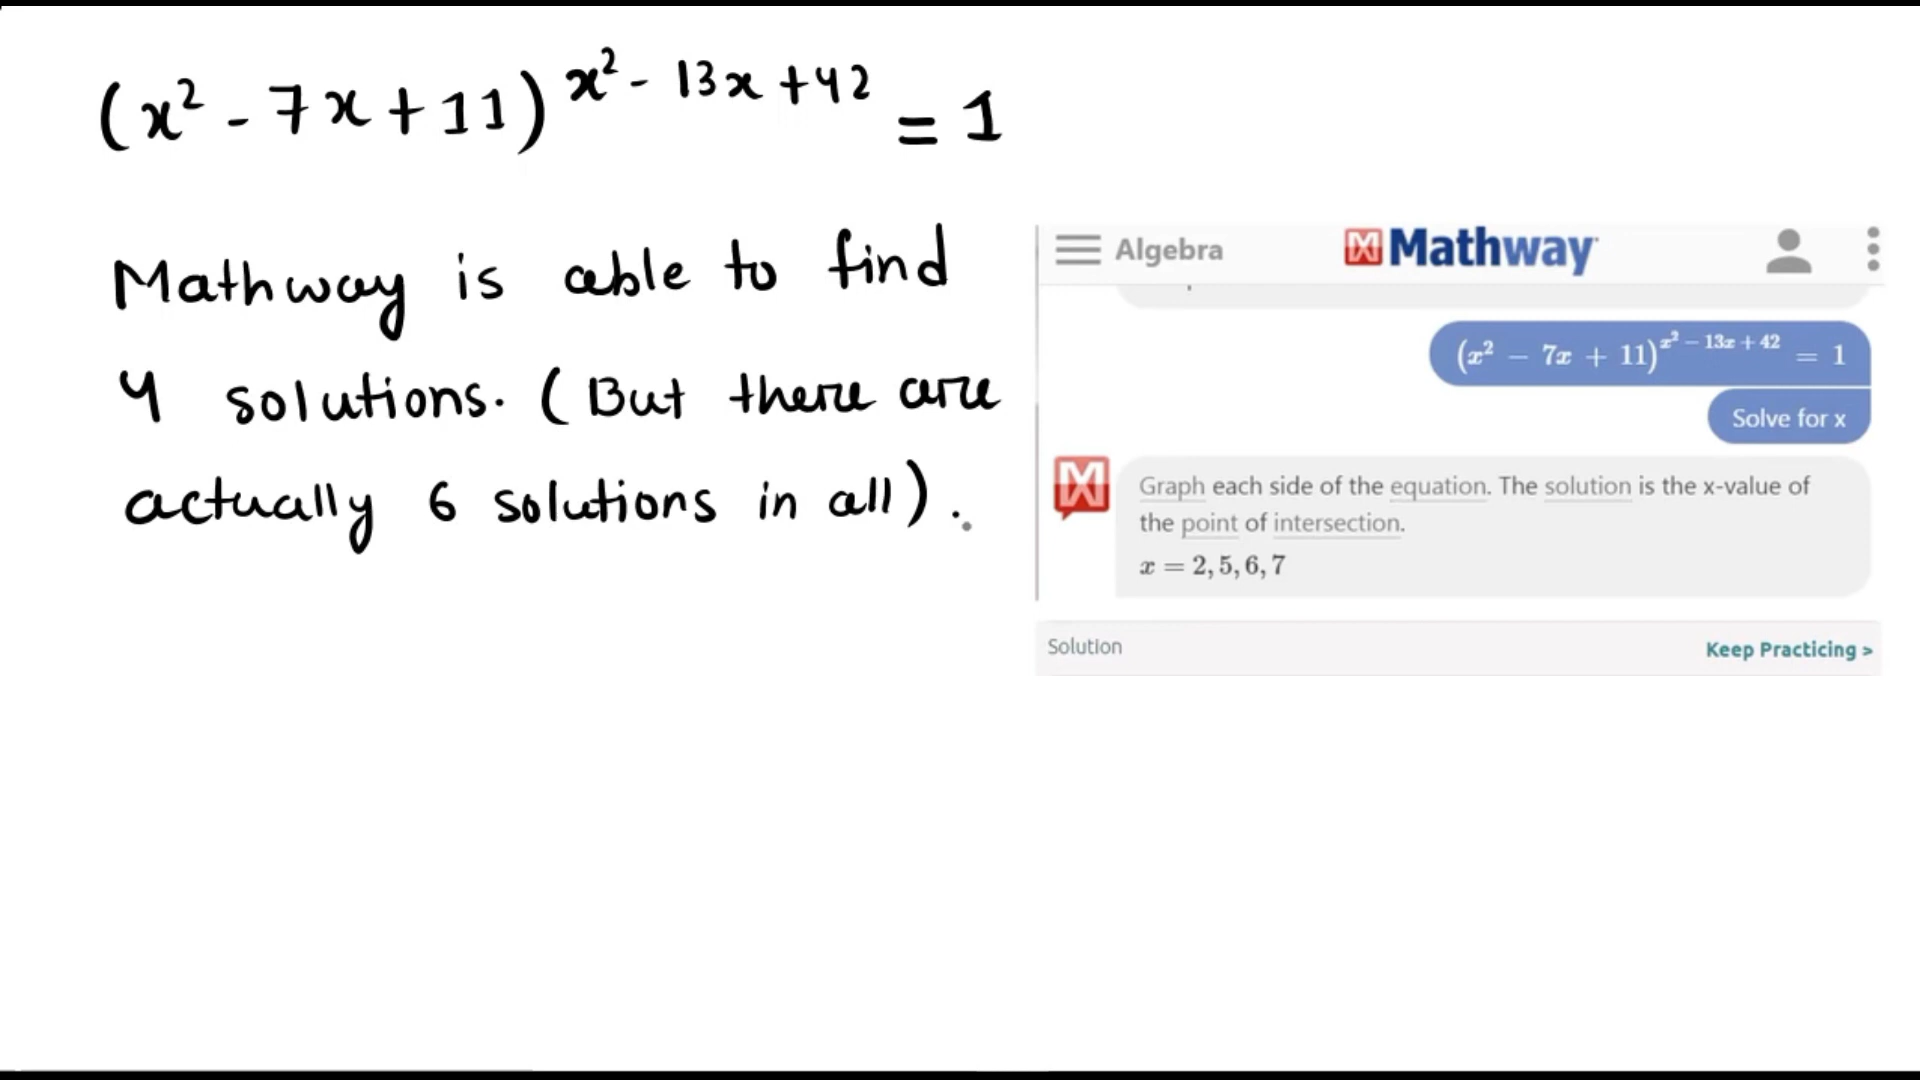 (x² - 7x + 11)^(x² - 13x + 42) = 1
Mathway is able to find
4 solutions. (But there are
actually 6 solutions in all).
Algebra
Mathway
(x² − 7x + 11)^(x² − 13x + 42) = 1
Solve for x
Graph each side of the equation. The solution is the x-value of
the point of intersection.
x = 2, 5, 6, 7
Solution
Keep Practicing >